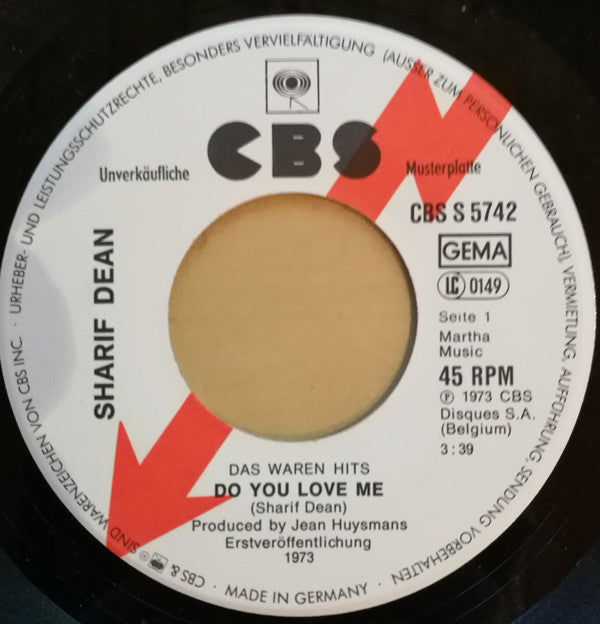 URHEBER- UND LEISTUNGSSCHUTZRECHTE, BESONDERS VERVIELFÄLTIGUNG (AUSSER ZUM PERSÖNLICHEN GEBRAUCH), VERMIETUNG, AUFFÜHRUNG, SENDUNG VORBEHALTEN
CBS
Unverkäufliche
Musterplatte
CBS S 5742
GEMA
LC 0149
Seite 1
Martha
Music
45 RPM
℗ 1973 CBS
Disques S.A.
(Belgium)
3:39
SHARIF DEAN
DAS WAREN HITS
DO YOU LOVE ME
(Sharif Dean)
Produced by Jean Huysmans
Erstveröffentlichung
1973
CBS & ® SIND WARENZEICHEN VON CBS INC. ·
· MADE IN GERMANY ·